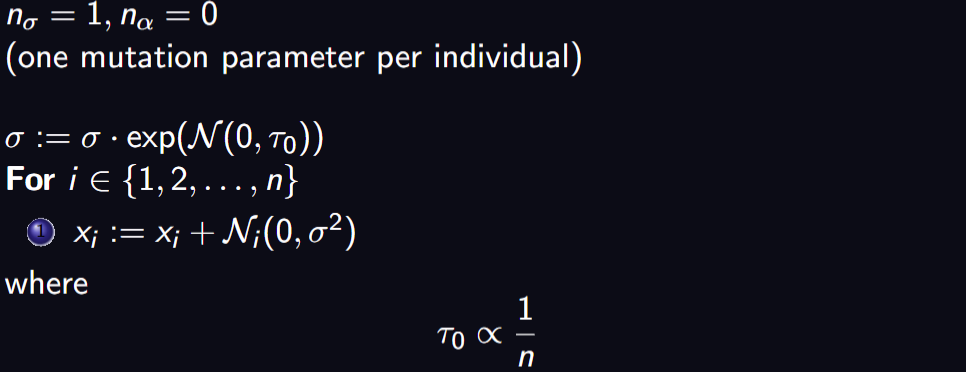 n_σ = 1, n_α = 0
(one mutation parameter per individual)
σ := σ · exp(𝒩(0, τ₀))
For i ∈ {1, 2, . . . , n}
1 x_i := x_i + 𝒩_i(0, σ²)
where
τ₀ ∝ 1/n